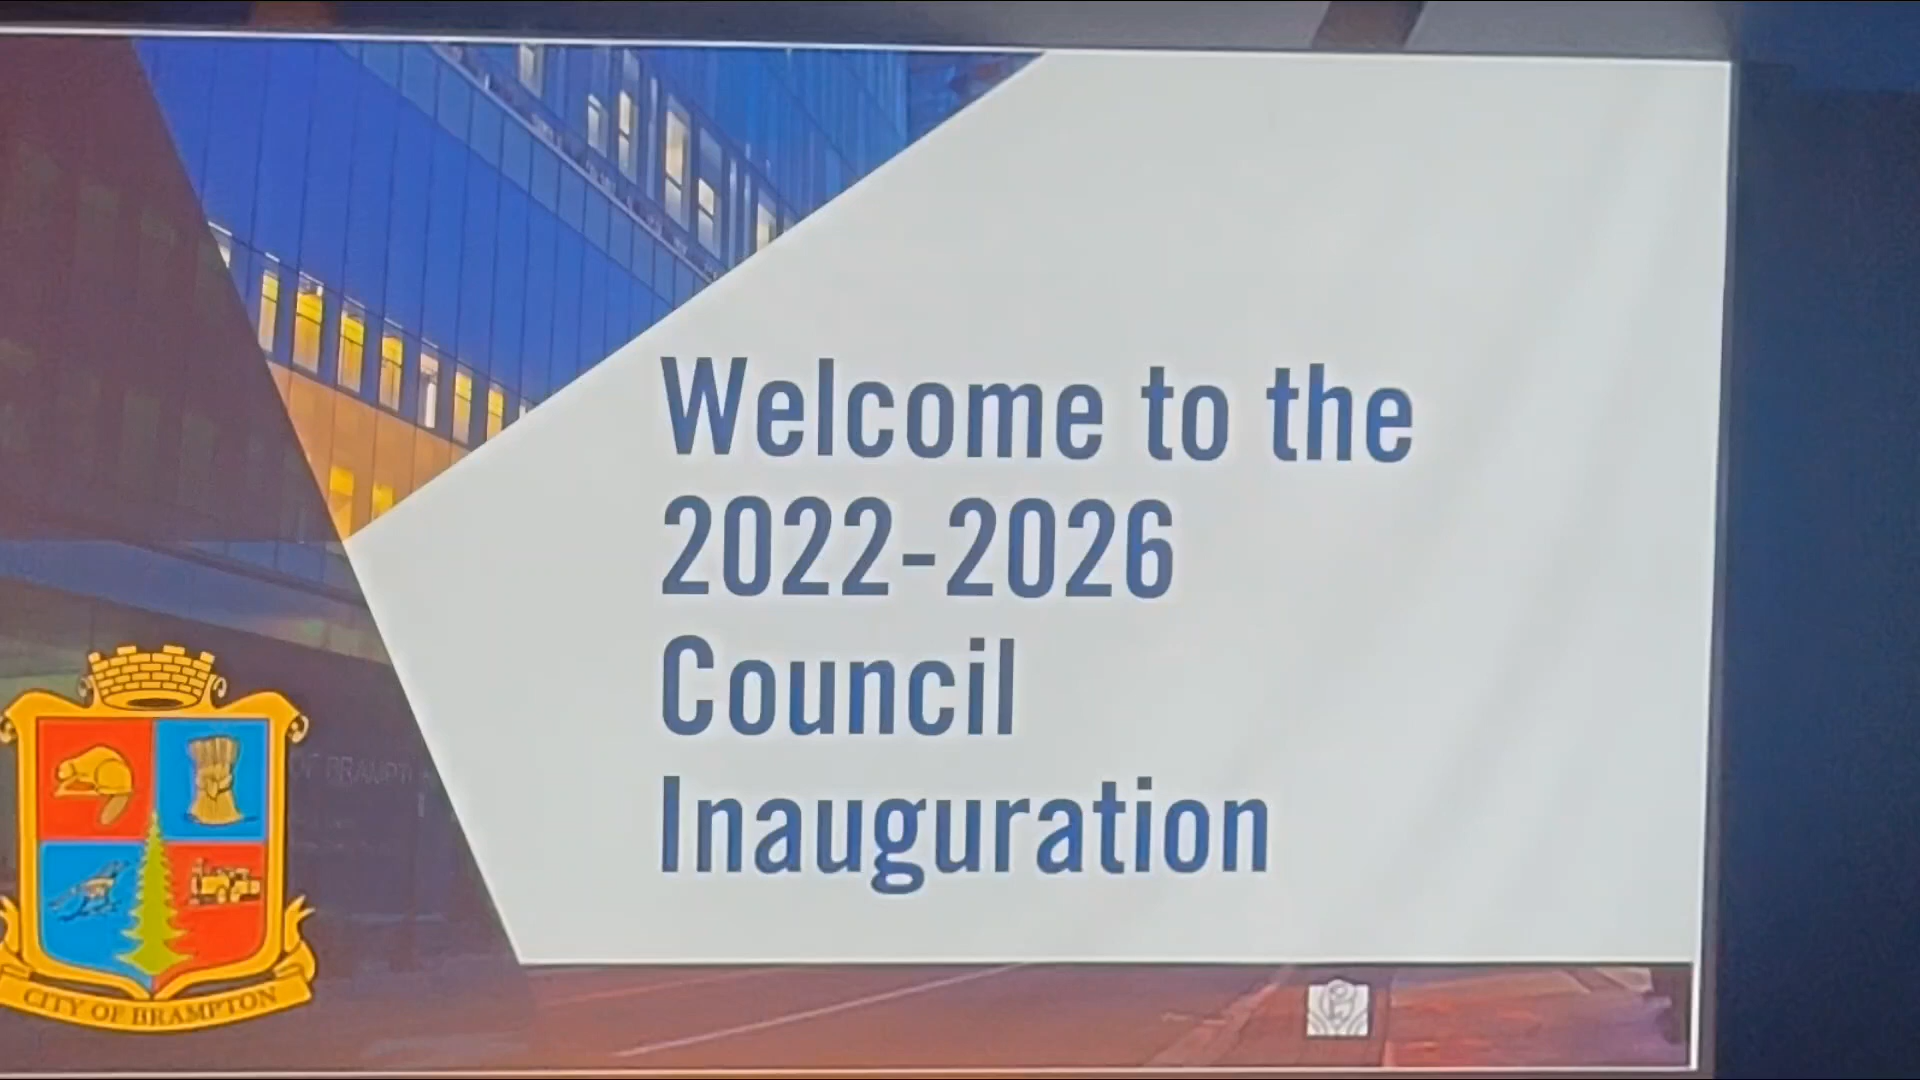 Welcome to the
2022-2026
Council
Inauguration
CITY OF BRAMPTON